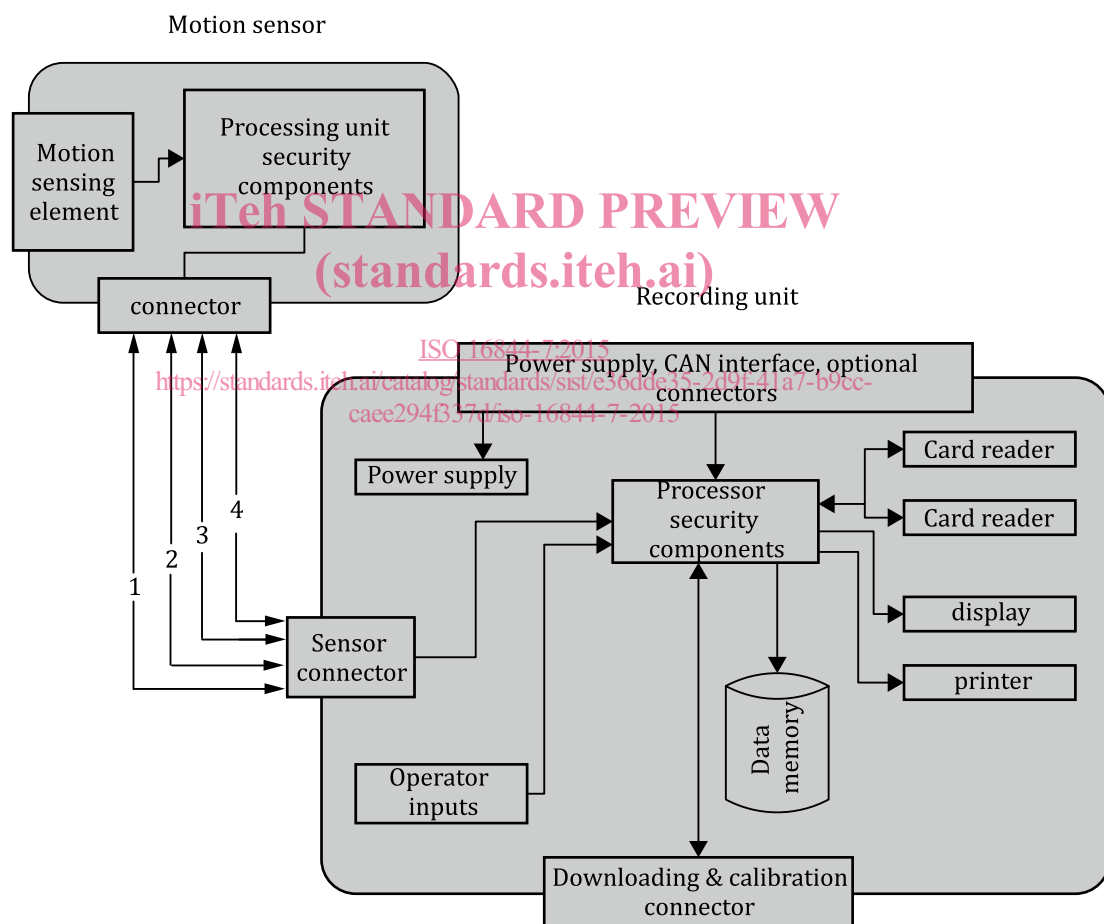 Motion sensor
Motion
sensing
element
Processing unit
security
components
iTeh STANDARD PREVIEW
(standards.iteh.ai)
connector
Recording unit
ISO 16844-7:2015
https://standards.iteh.ai/catalog/standards/sist/e36dde35-2d9f-41a7-b9cc-
caee294f337d/iso-16844-7-2015
Power supply, CAN interface, optional
connectors
Power supply
Card reader
Processor
security
components
Card reader
4
3
2
1
Sensor
connector
display
printer
Data
memory
Operator
inputs
Downloading & calibration
connector